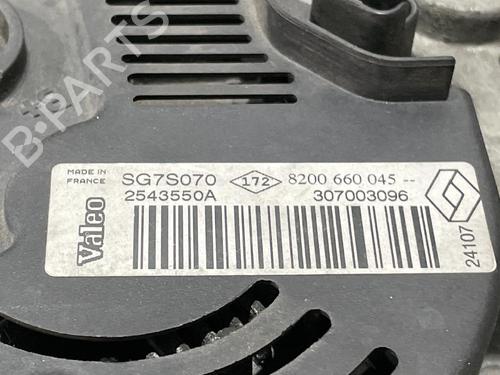 B-PARTS
MADE IN
FRANCE
SG7S070 172 8200 660 045 --
2543550A 307003096
Valeo
24107